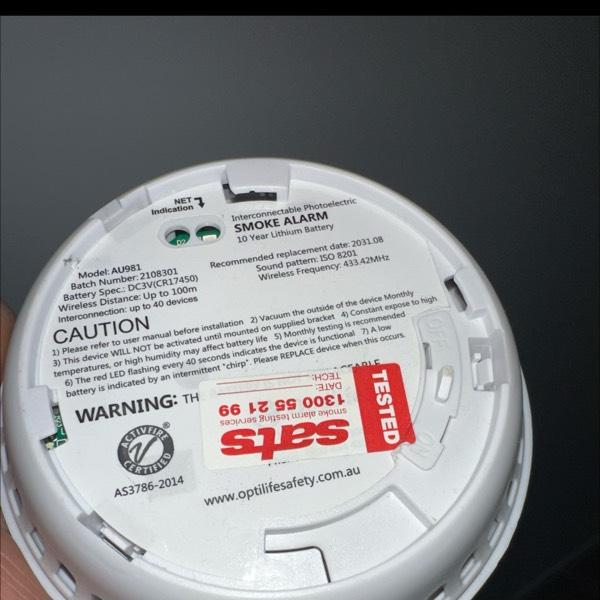 NET
Indication
Interconnectable Photoelectric
SMOKE ALARM
10 Year Lithium Battery
Model: AU981
Batch Number: 2108301
Battery Spec.: DC3V(CR17450)
Wireless Distance: Up to 100m
Interconnection: up to 40 devices
Recommended replacement date: 2031.08
Sound pattern: ISO 8201
Wireless Frequency: 433.42MHz
CAUTION
1) Please refer to user manual before installation 2) Vacuum the outside of the device Monthly
3) This device WILL NOT be activated until mounted on supplied bracket 4) Constant expose to high
temperatures, or high humidity may affect battery life 5) Monthly testing is recommended
6) The red LED flashing every 40 seconds indicates the device is functional 7) A low
battery is indicated by an intermittent "chirp". Please REPLACE device when this occurs.
WARNING: THE
TESTED
sats
smoke alarm testing services
1300 55 21 99
DATE:
TECH:
ACTIVFIRE
CERTIFIED
AS3786-2014
www.optilifesafety.com.au
ON